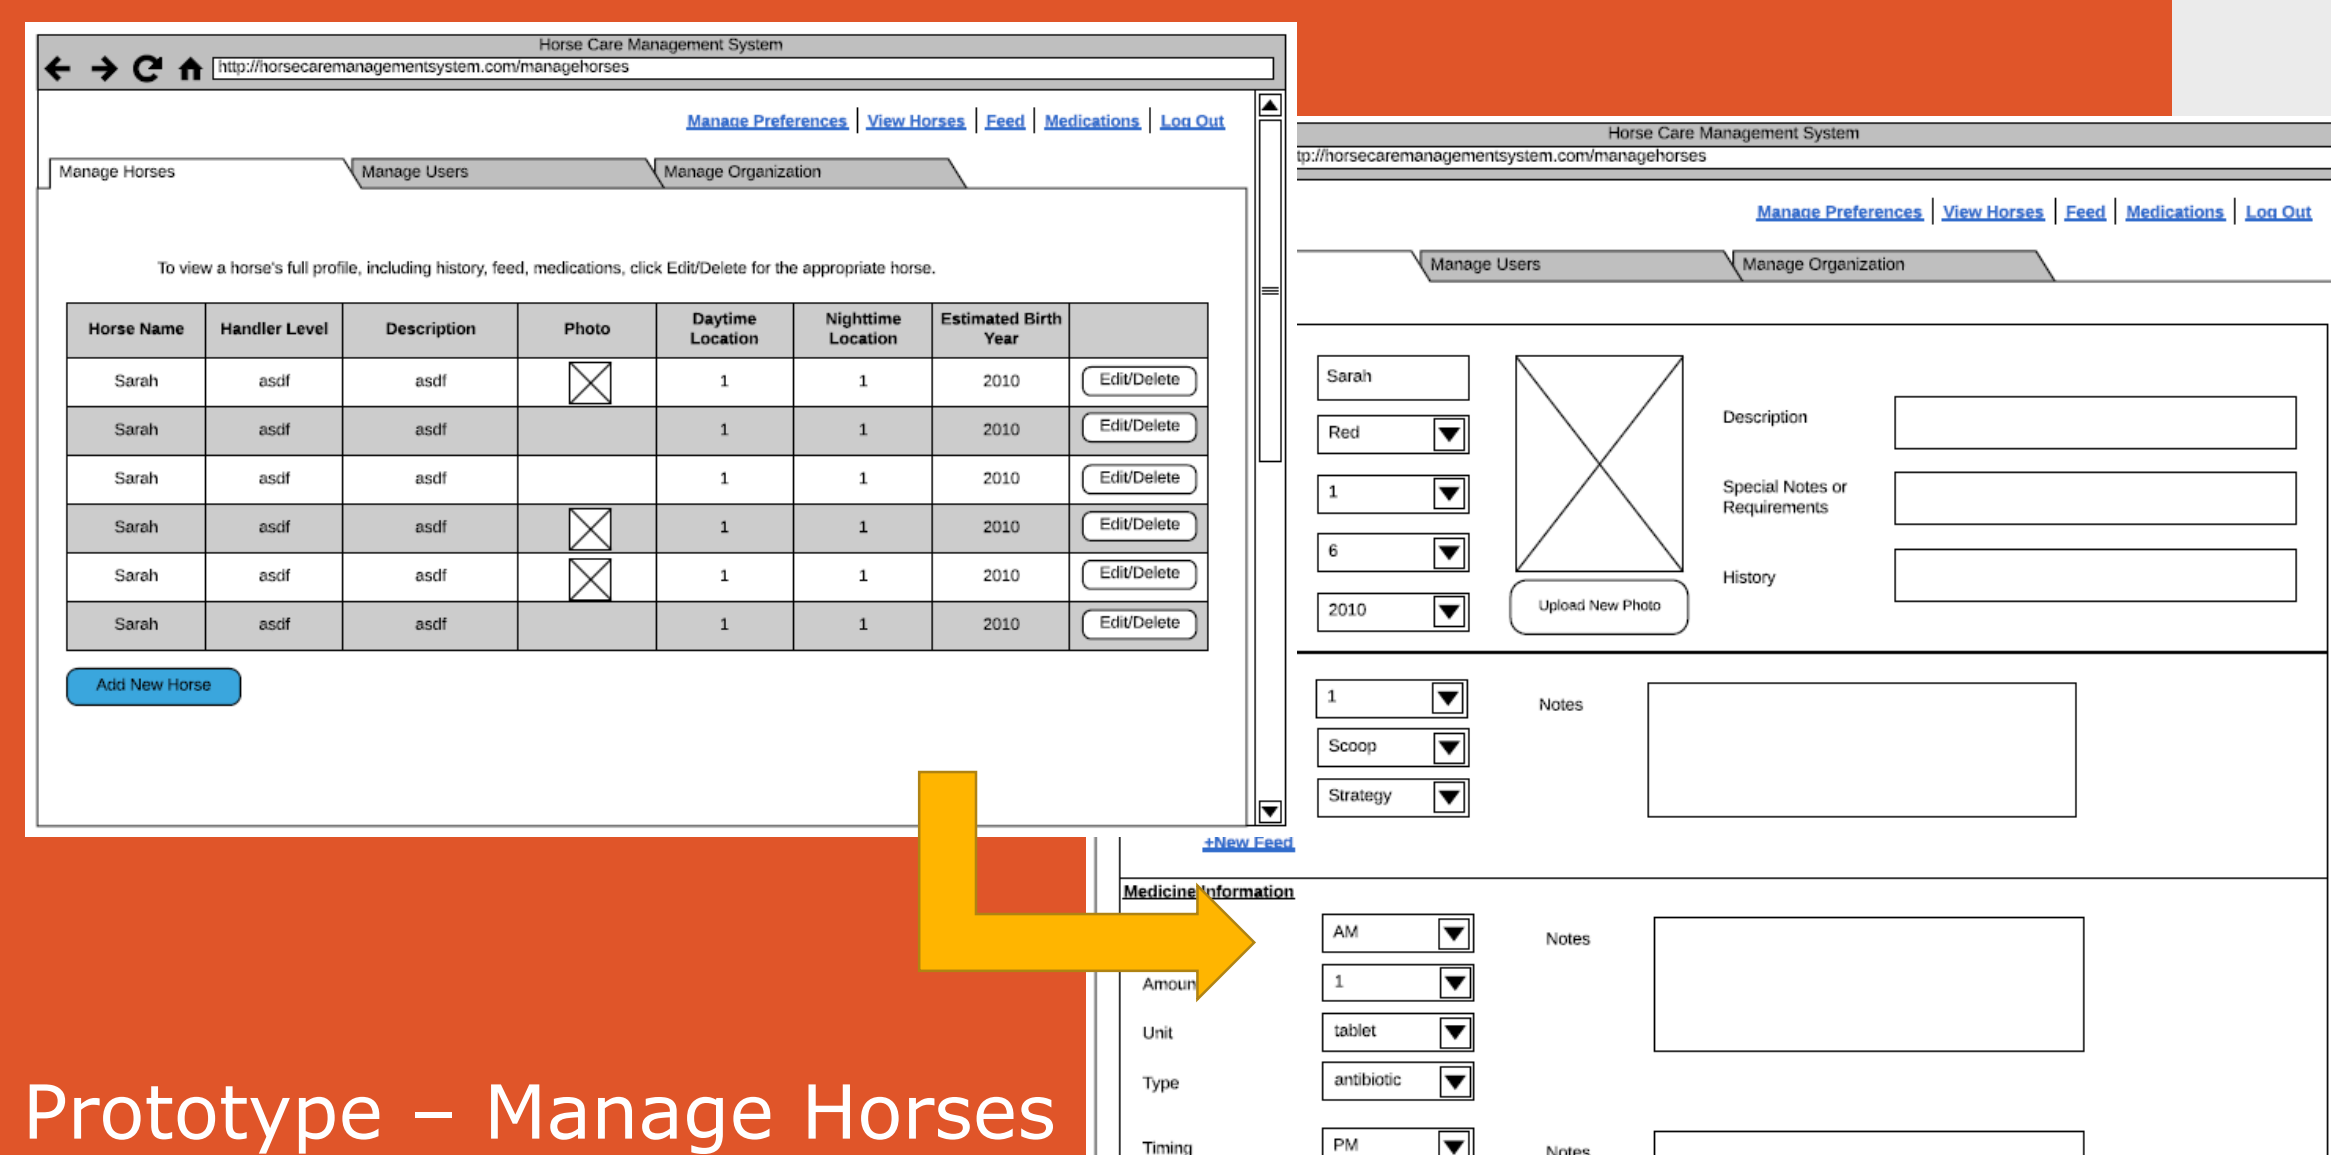 Horse Care Management System
http://horsecaremanagementsystem.com/managehorses
Manage Preferences View Horses Feed Medications Log Out
Manage Horses Manage Users Manage Organization
To view a horse's full profile, including history, feed, medications, click Edit/Delete for the appropriate horse.
Horse Name Handler Level Description Photo Daytime Location Nighttime Location Estimated Birth Year
Sarah asdf asdf 1 1 2010 Edit/Delete
Sarah asdf asdf 1 1 2010 Edit/Delete
Sarah asdf asdf 1 1 2010 Edit/Delete
Sarah asdf asdf 1 1 2010 Edit/Delete
Sarah asdf asdf 1 1 2010 Edit/Delete
Sarah asdf asdf 1 1 2010 Edit/Delete
Add New Horse
Horse Care Management System
tp://horsecaremanagementsystem.com/managehorses
Manage Preferences View Horses Feed Medications Log Out
Manage Users Manage Organization
Sarah
Red
1
6
2010
Upload New Photo
Description
Special Notes or
Requirements
History
1 Notes
Scoop
Strategy
+New Feed
Medicine Information
AM Notes
Amoun 1
Unit tablet
Type antibiotic
Timing PM Notes
Prototype – Manage Horses